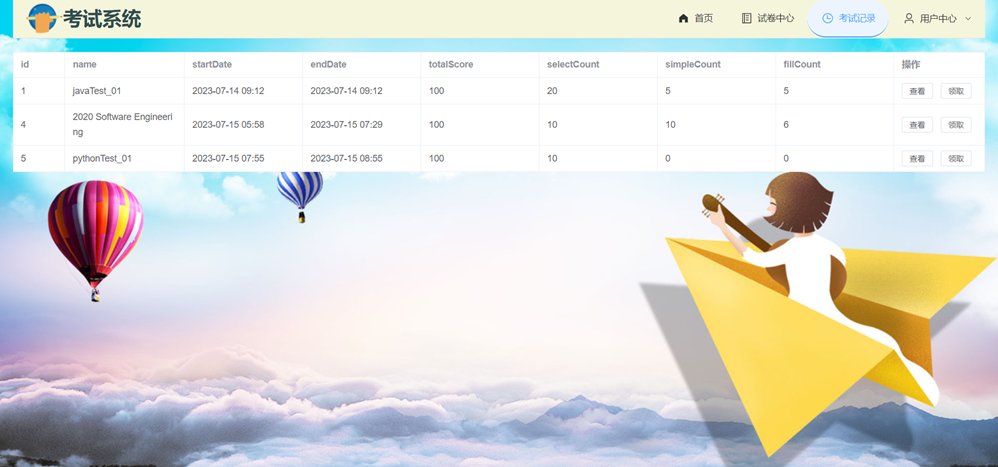 考试系统
首页 试卷中心 考试记录 用户中心
id name startDate endDate totalScore selectCount simpleCount fillCount 操作
1 javaTest_01 2023-07-14 09:12 2023-07-14 09:12 100 20 5 5 查看 领取
4 2020 Software Engineeri
ng 2023-07-15 05:58 2023-07-15 07:29 100 10 10 6 查看 领取
5 pythonTest_01 2023-07-15 07:55 2023-07-15 08:55 100 10 0 0 查看 领取